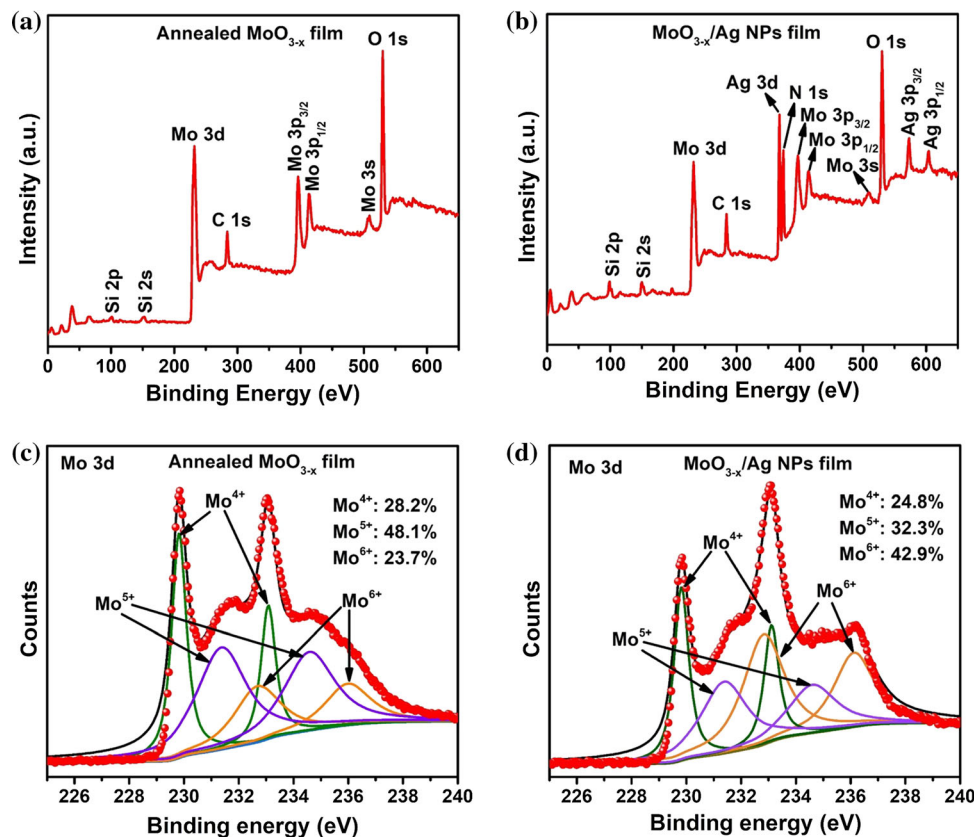 (a)
Annealed MoO₃₋ₓ film
O 1s
Mo 3d
Mo 3p₃/₂
Mo 3p₁/₂
C 1s
Mo 3s
Si 2p
Si 2s
Intensity (a.u.)
0 100 200 300 400 500 600
Binding Energy (eV)
(b)
MoO₃₋ₓ/Ag NPs film
O 1s
Ag 3d
N 1s
Mo 3p₃/₂
Mo 3p₁/₂
Mo 3s
Ag 3p₃/₂
Ag 3p₁/₂
Mo 3d
C 1s
Si 2p
Si 2s
Intensity (a.u.)
0 100 200 300 400 500 600
Binding Energy (eV)
(c)
Mo 3d
Annealed MoO₃₋ₓ film
Mo⁴⁺
Mo⁴⁺: 28.2%
Mo⁵⁺: 48.1%
Mo⁶⁺: 23.7%
Mo⁵⁺
Mo⁶⁺
Counts
226 228 230 232 234 236 238 240
Binding energy (eV)
(d)
Mo 3d
MoO₃₋ₓ/Ag NPs film
Mo⁴⁺: 24.8%
Mo⁵⁺: 32.3%
Mo⁶⁺: 42.9%
Mo⁴⁺
Mo⁶⁺
Mo⁵⁺
Counts
226 228 230 232 234 236 238 240
Binding energy (eV)